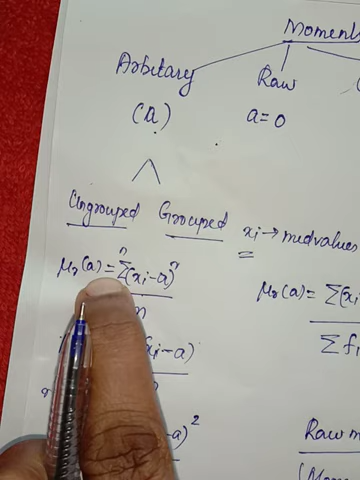 Moments
Arbitary Raw
(a) a=0
Ungrouped Grouped xi→midvalues
μr(a) = Σ(xi-a)^r
n
μr(a) = Σ(xi
Σfi
(xi-a)
-a)²
Raw m